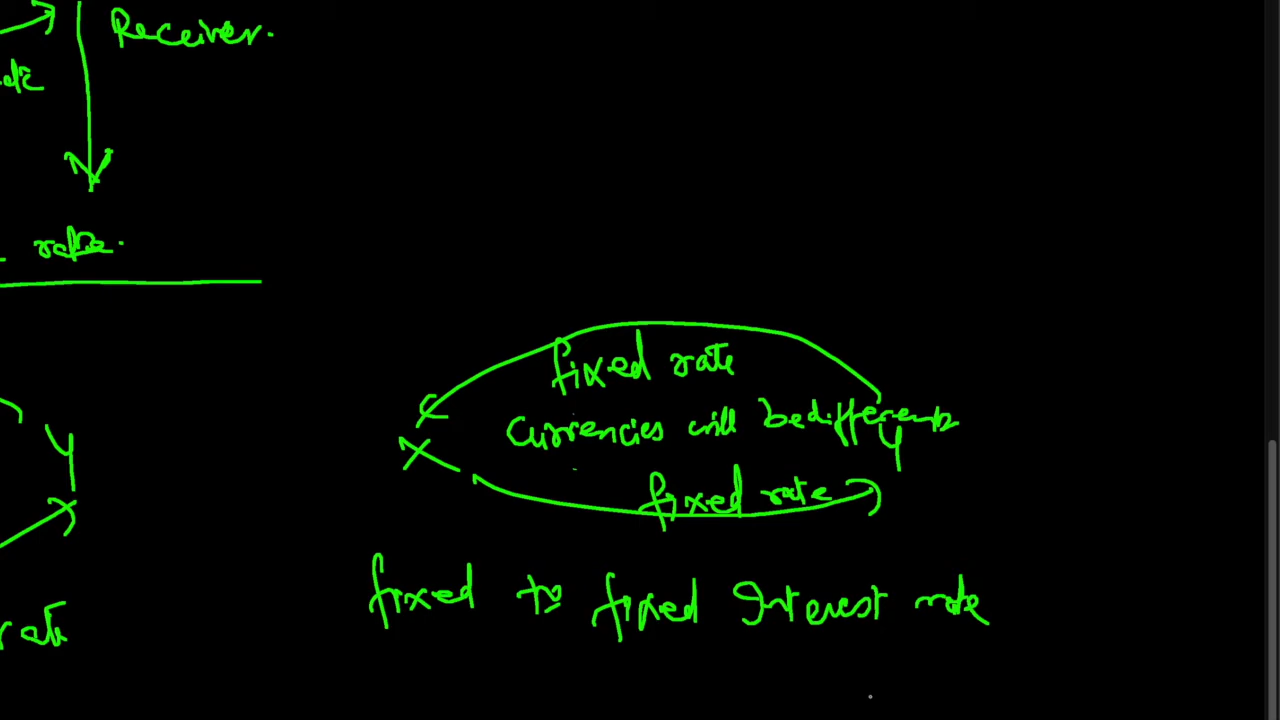 Receiver.
rate.
fixed rate
Currencies will be different
X
Y
Y
fixed rate
fixed to fixed Interest rate